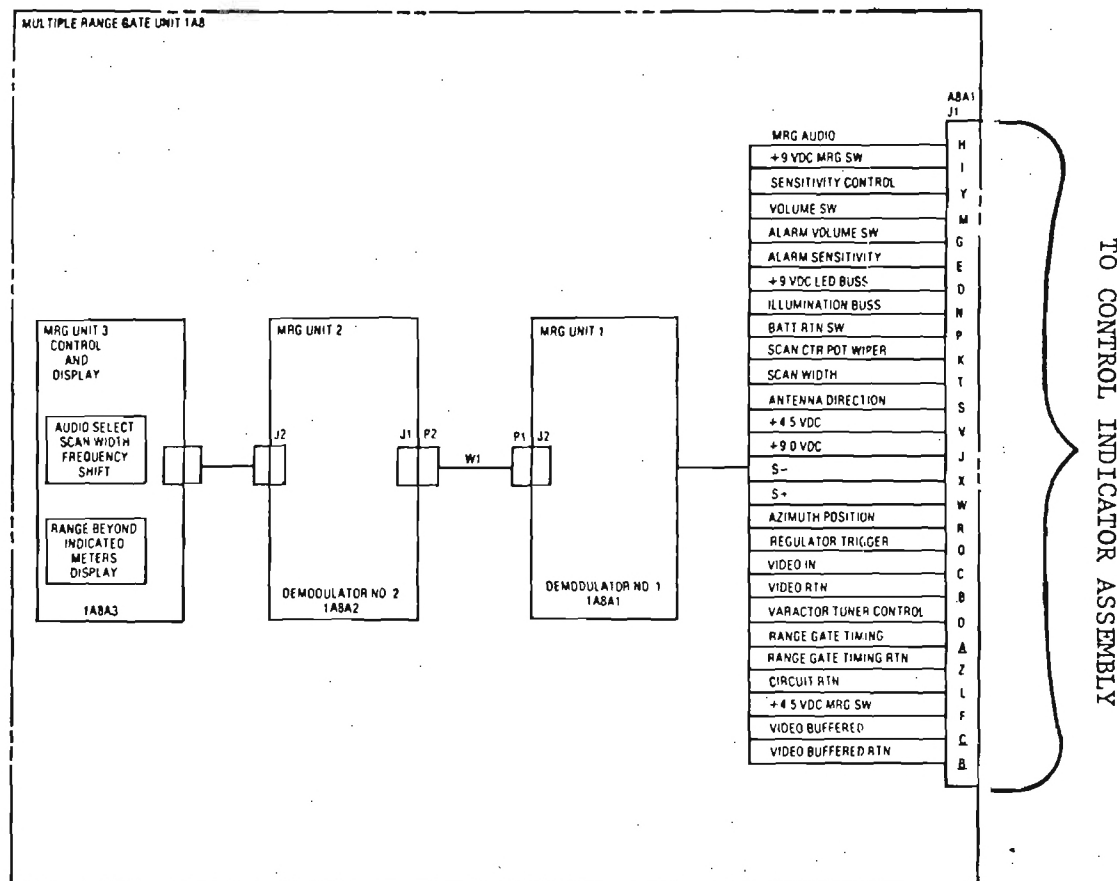 MULTIPLE RANGE GATE UNIT 1A8
A8A1
J1
MRG AUDIO
H
+9 VDC MRG SW
I
SENSITIVITY CONTROL
Y
VOLUME SW
M
ALARM VOLUME SW
G
ALARM SENSITIVITY
E
+9 VDC LED BUSS
D
ILLUMINATION BUSS
N
BATT RTN SW
P
SCAN CTR POT WIPER
K
SCAN WIDTH
T
ANTENNA DIRECTION
S
+4 5 VDC
V
+9 0 VDC
J
S-
X
S+
W
AZIMUTH POSITION
R
REGULATOR TRIGGER
VIDEO IN
C
VIDEO RTN
B
VARACTOR TUNER CONTROL
RANGE GATE TIMING
A
RANGE GATE TIMING RTN
Z
CIRCUIT RTN
L
+4 5 VDC MRG SW
F
VIDEO BUFFERED
C
VIDEO BUFFERED RTN
B
MRG UNIT 3
CONTROL
AND
DISPLAY
AUDIO SELECT
SCAN WIDTH
FREQUENCY
SHIFT
RANGE BEYOND
INDICATED
METERS
DISPLAY
1A8A3
J2
MRG UNIT 2
J1 P2
DEMODULATOR NO. 2
1A8A2
W1
P1 J2
MRG UNIT 1
DEMODULATOR NO. 1
1A8A1
TO CONTROL INDICATOR ASSEMBLY